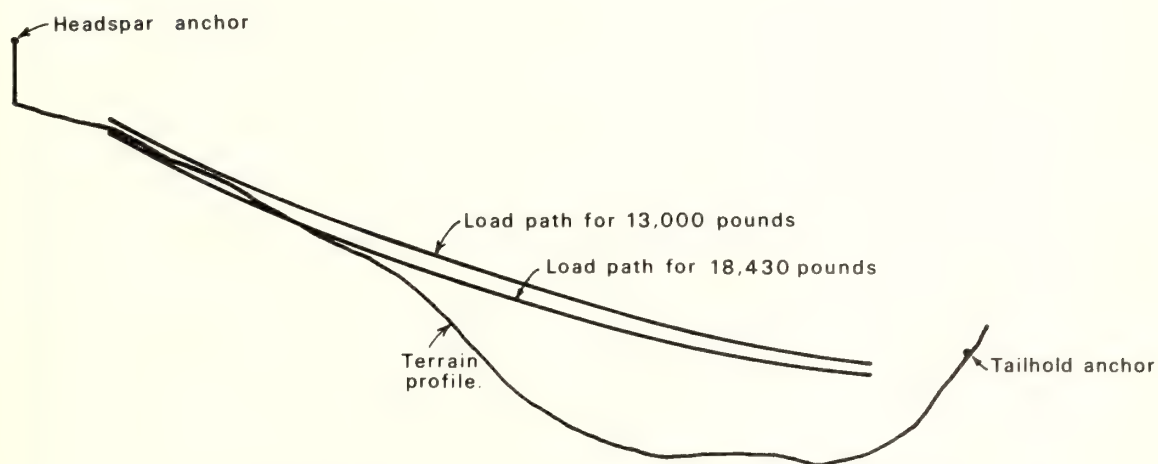 Headspar anchor
Load path for 13,000 pounds
Load path for 18,430 pounds
Terrain
profile.
Tailhold anchor